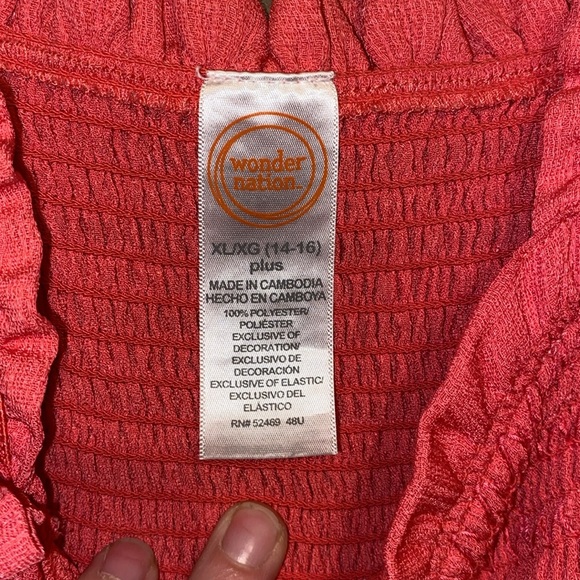 wonder
nation™
XL/XG (14-16)
plus
MADE IN CAMBODIA
HECHO EN CAMBOYA
100% POLYESTER/
POLIÉSTER
EXCLUSIVE OF
DECORATION/
EXCLUSIVO DE
DECORACIÓN
EXCLUSIVE OF ELASTIC/
EXCLUSIVO DEL
ELÁSTICO
RN# 52469 48U